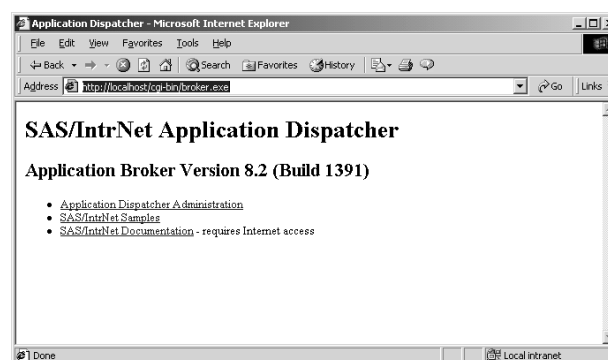 Application Dispatcher - Microsoft Internet Explorer
File Edit View Favorites Tools Help
Back Search Favorites History
Address http://localhost/cgi-bin/broker.exe Go Links
SAS/IntrNet Application Dispatcher
Application Broker Version 8.2 (Build 1391)
• Application Dispatcher Administration
• SAS/IntrNet Samples
• SAS/IntrNet Documentation - requires Internet access
Done Local intranet